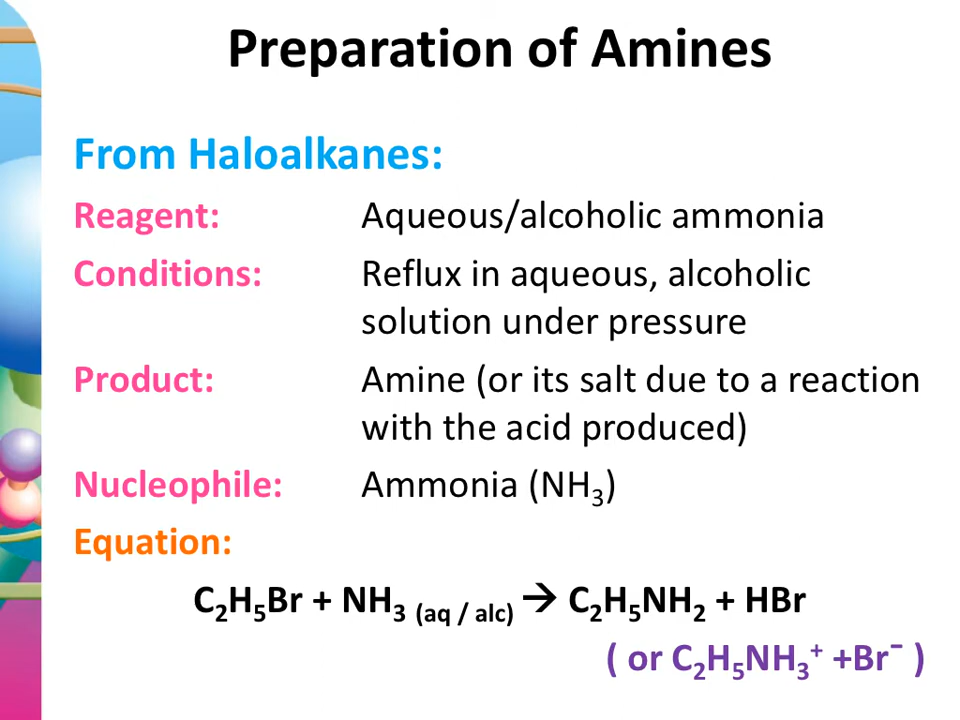 Preparation of Amines
From Haloalkanes:
Reagent: Aqueous/alcoholic ammonia
Conditions: Reflux in aqueous, alcoholic
solution under pressure
Product: Amine (or its salt due to a reaction
with the acid produced)
Nucleophile: Ammonia (NH₃)
Equation:
C₂H₅Br + NH₃ (aq / alc) → C₂H₅NH₂ + HBr
( or C₂H₅NH₃⁺ +Br⁻ )